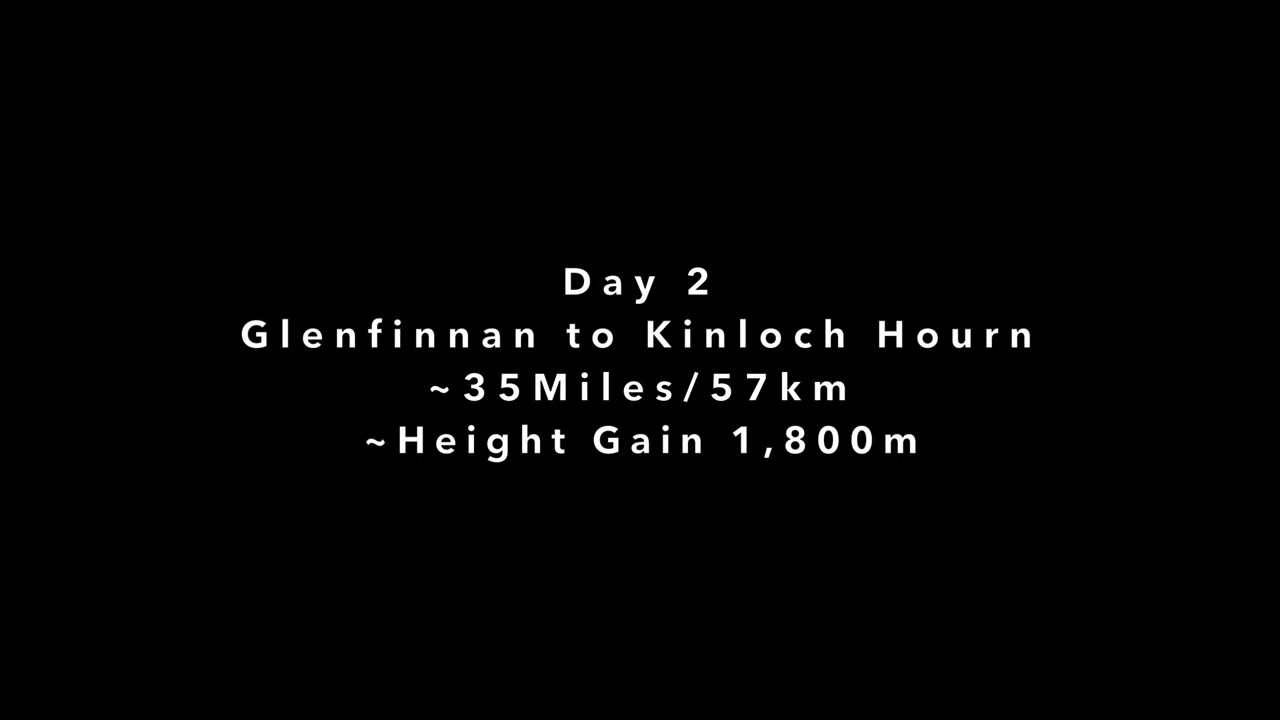 Day 2
Glenfinnan to Kinloch Hourn
~35Miles/57km
~Height Gain 1,800m